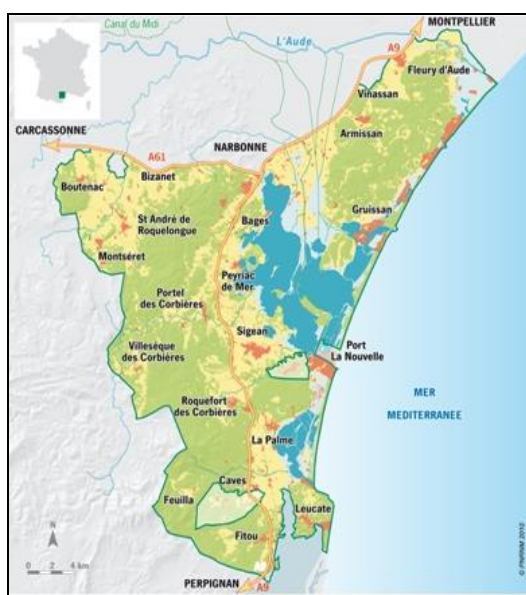 MONTPELLIER
Canal du Midi
L'Aude
A9
Fleury d'Aude
Vinassan
CARCASSONNE
NARBONNE
Armissan
A61
Bizanet
Boutenac
Gruissan
St André de
Roquelongue
Bages
Montséret
Peyriac
de Mer
Portel
des Corbières
Sigean
Villesèque
des Corbières
Port
La Nouvelle
MER
MEDITERRANEE
Roquefort
des Corbières
La Palme
Caves
Feuilla
Leucate
N
Fitou
0 2 4 km
PERPIGNAN
A9
© PNRNM 2010